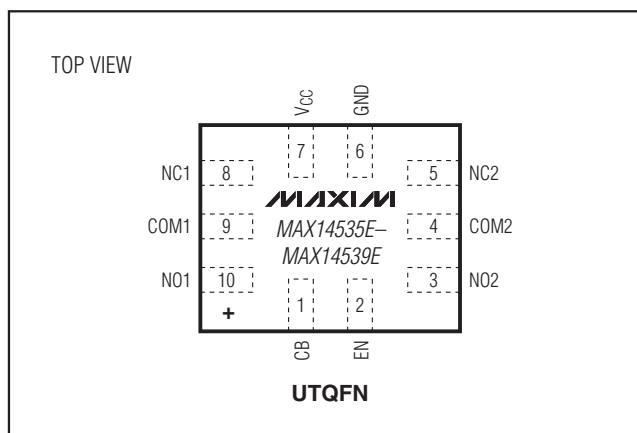 TOP VIEW
VCC
GND
7
6
NC1
8
5
NC2
MAXIM
COM1
9
MAX14535E–
MAX14539E
4
COM2
NO1
10
3
NO2
+
1
2
CB
EN
UTQFN